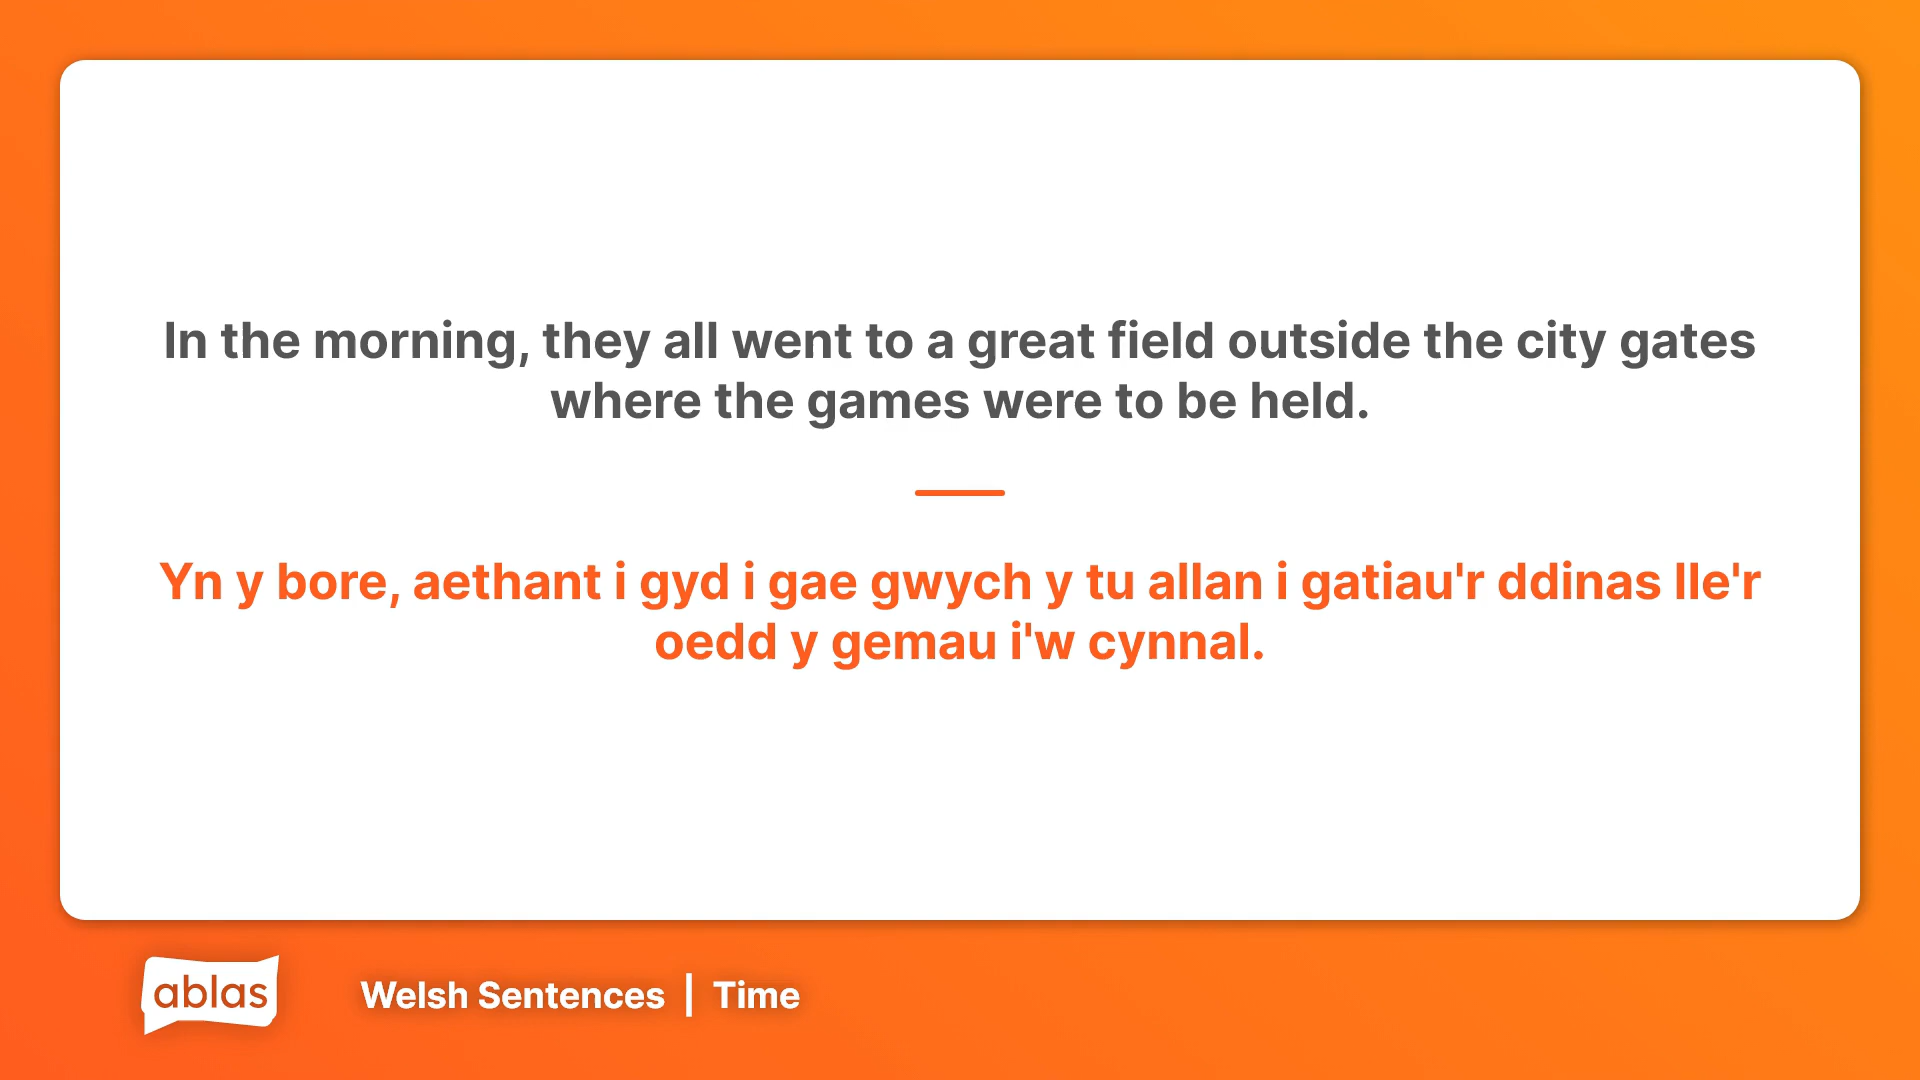 In the morning, they all went to a great field outside the city gates
where the games were to be held.
Yn y bore, aethant i gyd i gae gwych y tu allan i gatiau'r ddinas lle'r
oedd y gemau i'w cynnal.
ablas
Welsh Sentences | Time